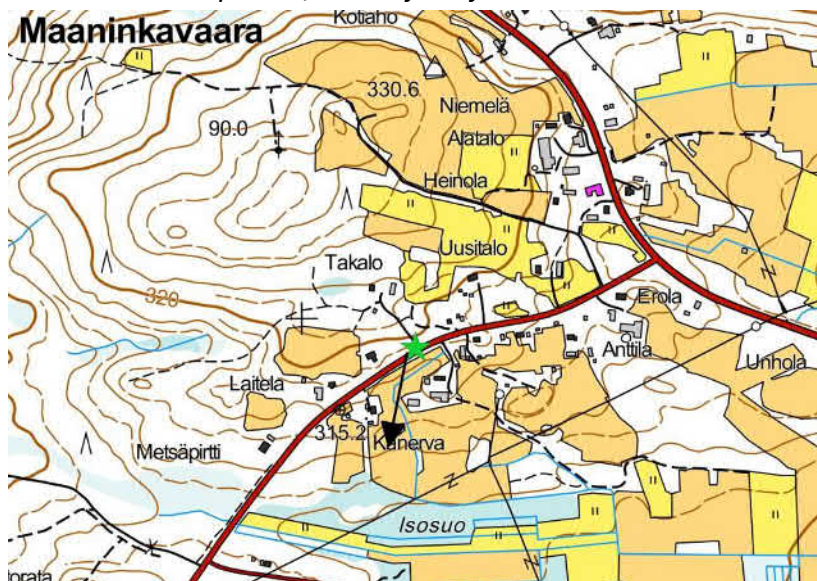 Maaninkavaara
Kotiaho
330.6
Niemelä
90.0
Alatalo
Heinola
Uusitalo
Takalo
320
Erola
Anttila
Unhola
Laitela
315.2
Kanerva
Metsäpirtti
Isosuo